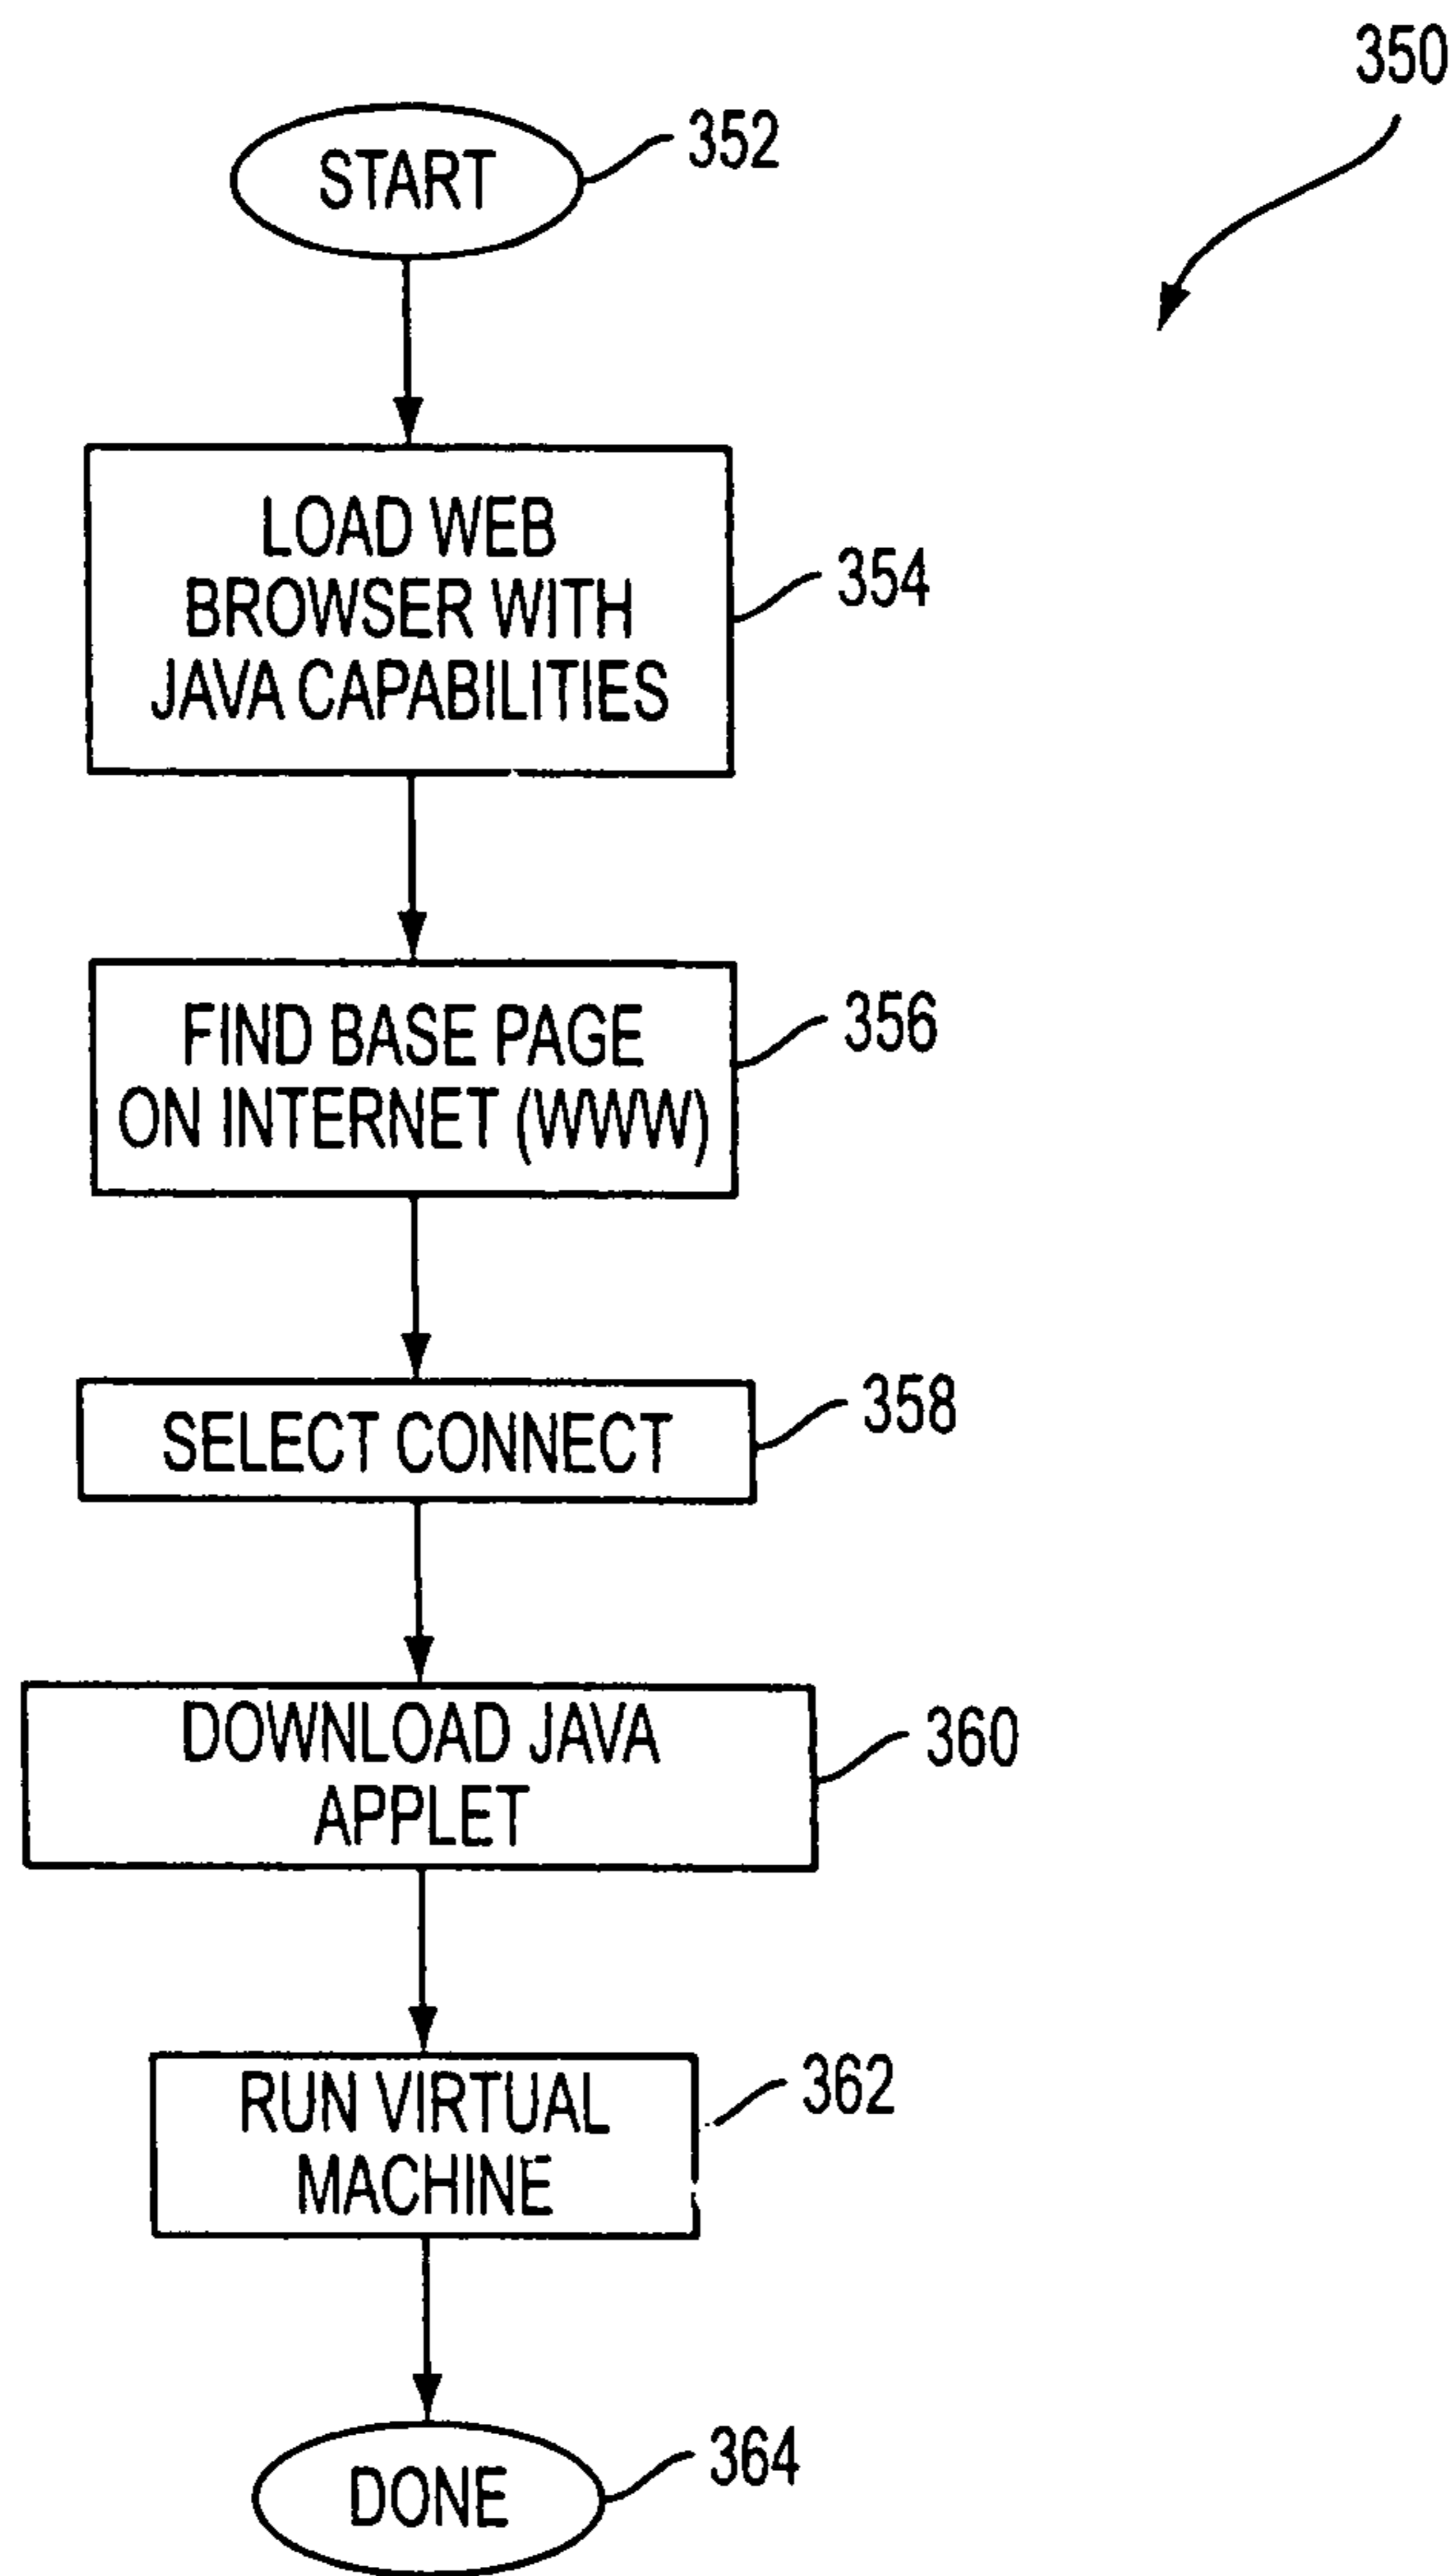 350
START
352
LOAD WEB
BROWSER WITH
JAVA CAPABILITIES
354
FIND BASE PAGE
ON INTERNET (WWW)
356
SELECT CONNECT
358
DOWNLOAD JAVA
APPLET
360
RUN VIRTUAL
MACHINE
362
DONE
364